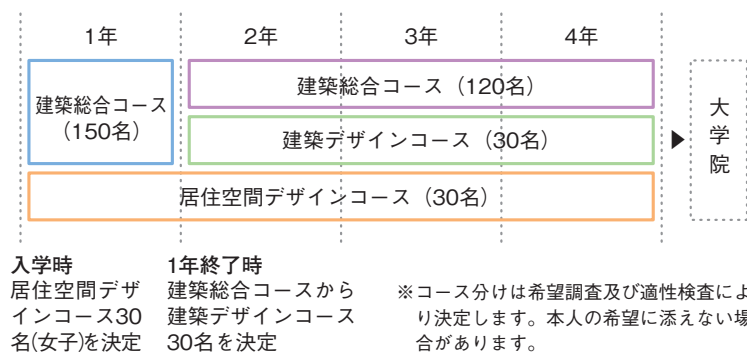 1年
2年
3年
4年
建築総合コース
(150名)
建築総合コース(120名)
建築デザインコース(30名)
居住空間デザインコース(30名)
大学院
入学時
居住空間デザ
インコース30
名(女子)を決定
1年終了時
建築総合コースから
建築デザインコース
30名を決定
※コース分けは希望調査及び適性検査によ
り決定します。本人の希望に添えない場
合があります。